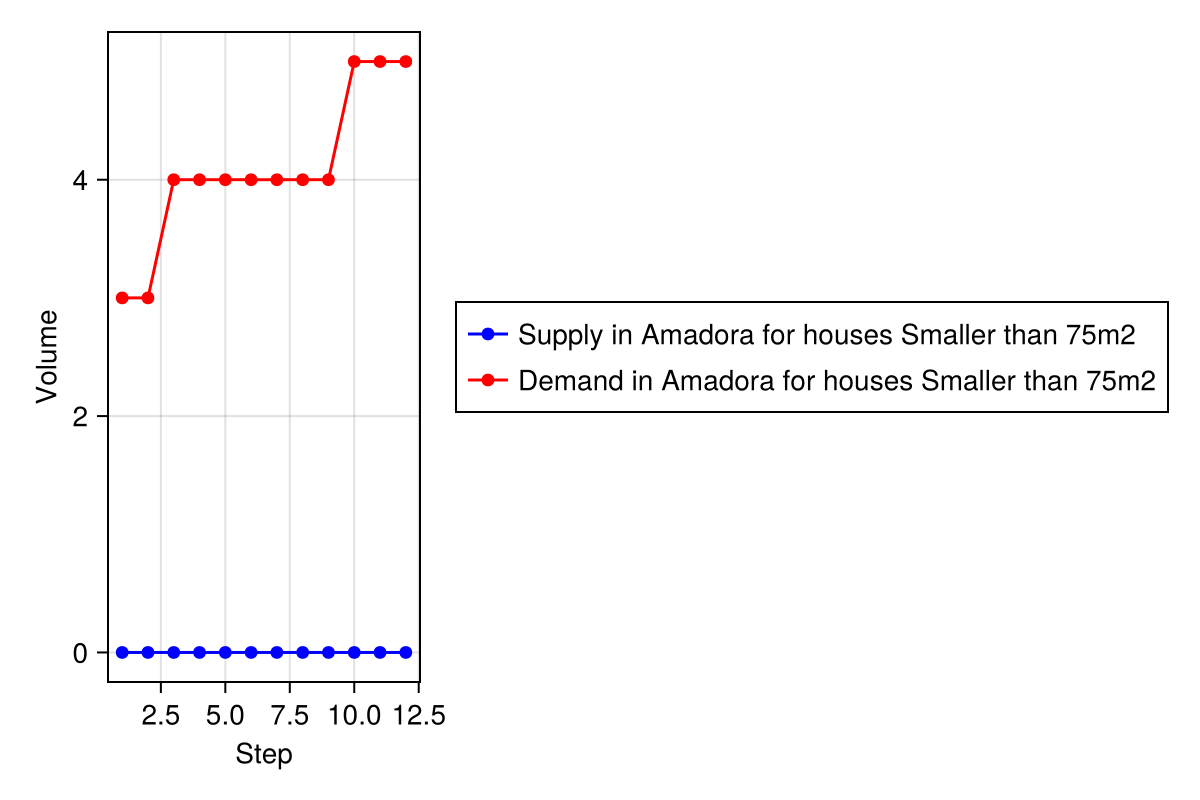 Volume
4
2
0
2.5 5.0 7.5 10.0 12.5
Step
Supply in Amadora for houses Smaller than 75m2
Demand in Amadora for houses Smaller than 75m2